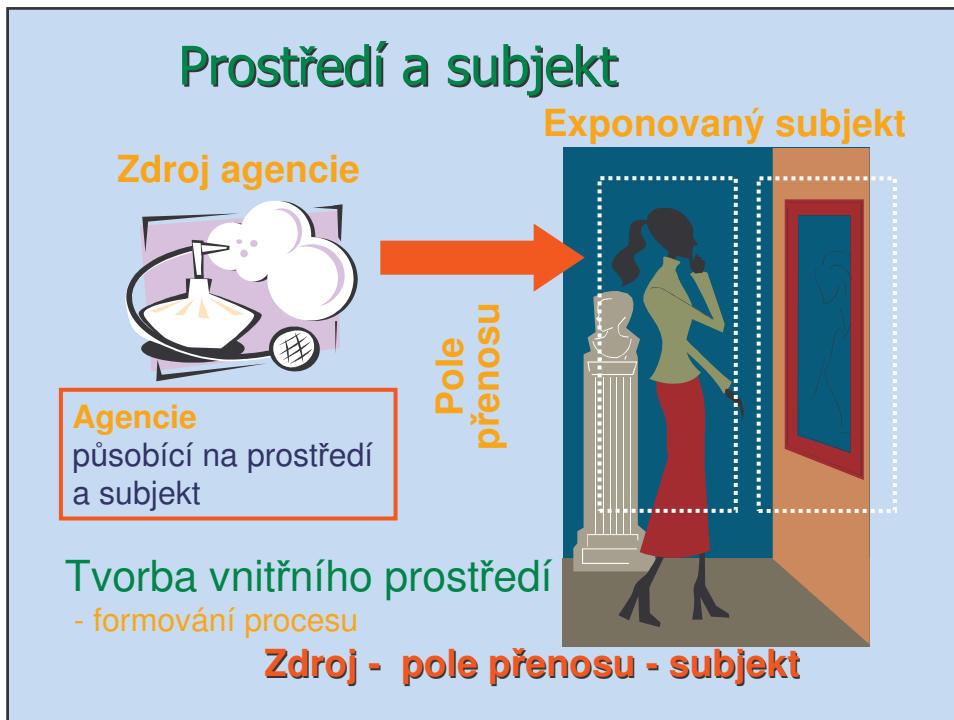 Prostředí a subjekt
Exponovaný subjekt
Zdroj agencie
Pole
přenosu
Agencie
působící na prostředí
a subjekt
Tvorba vnitřního prostředí
- formování procesu
Zdroj - pole přenosu - subjekt